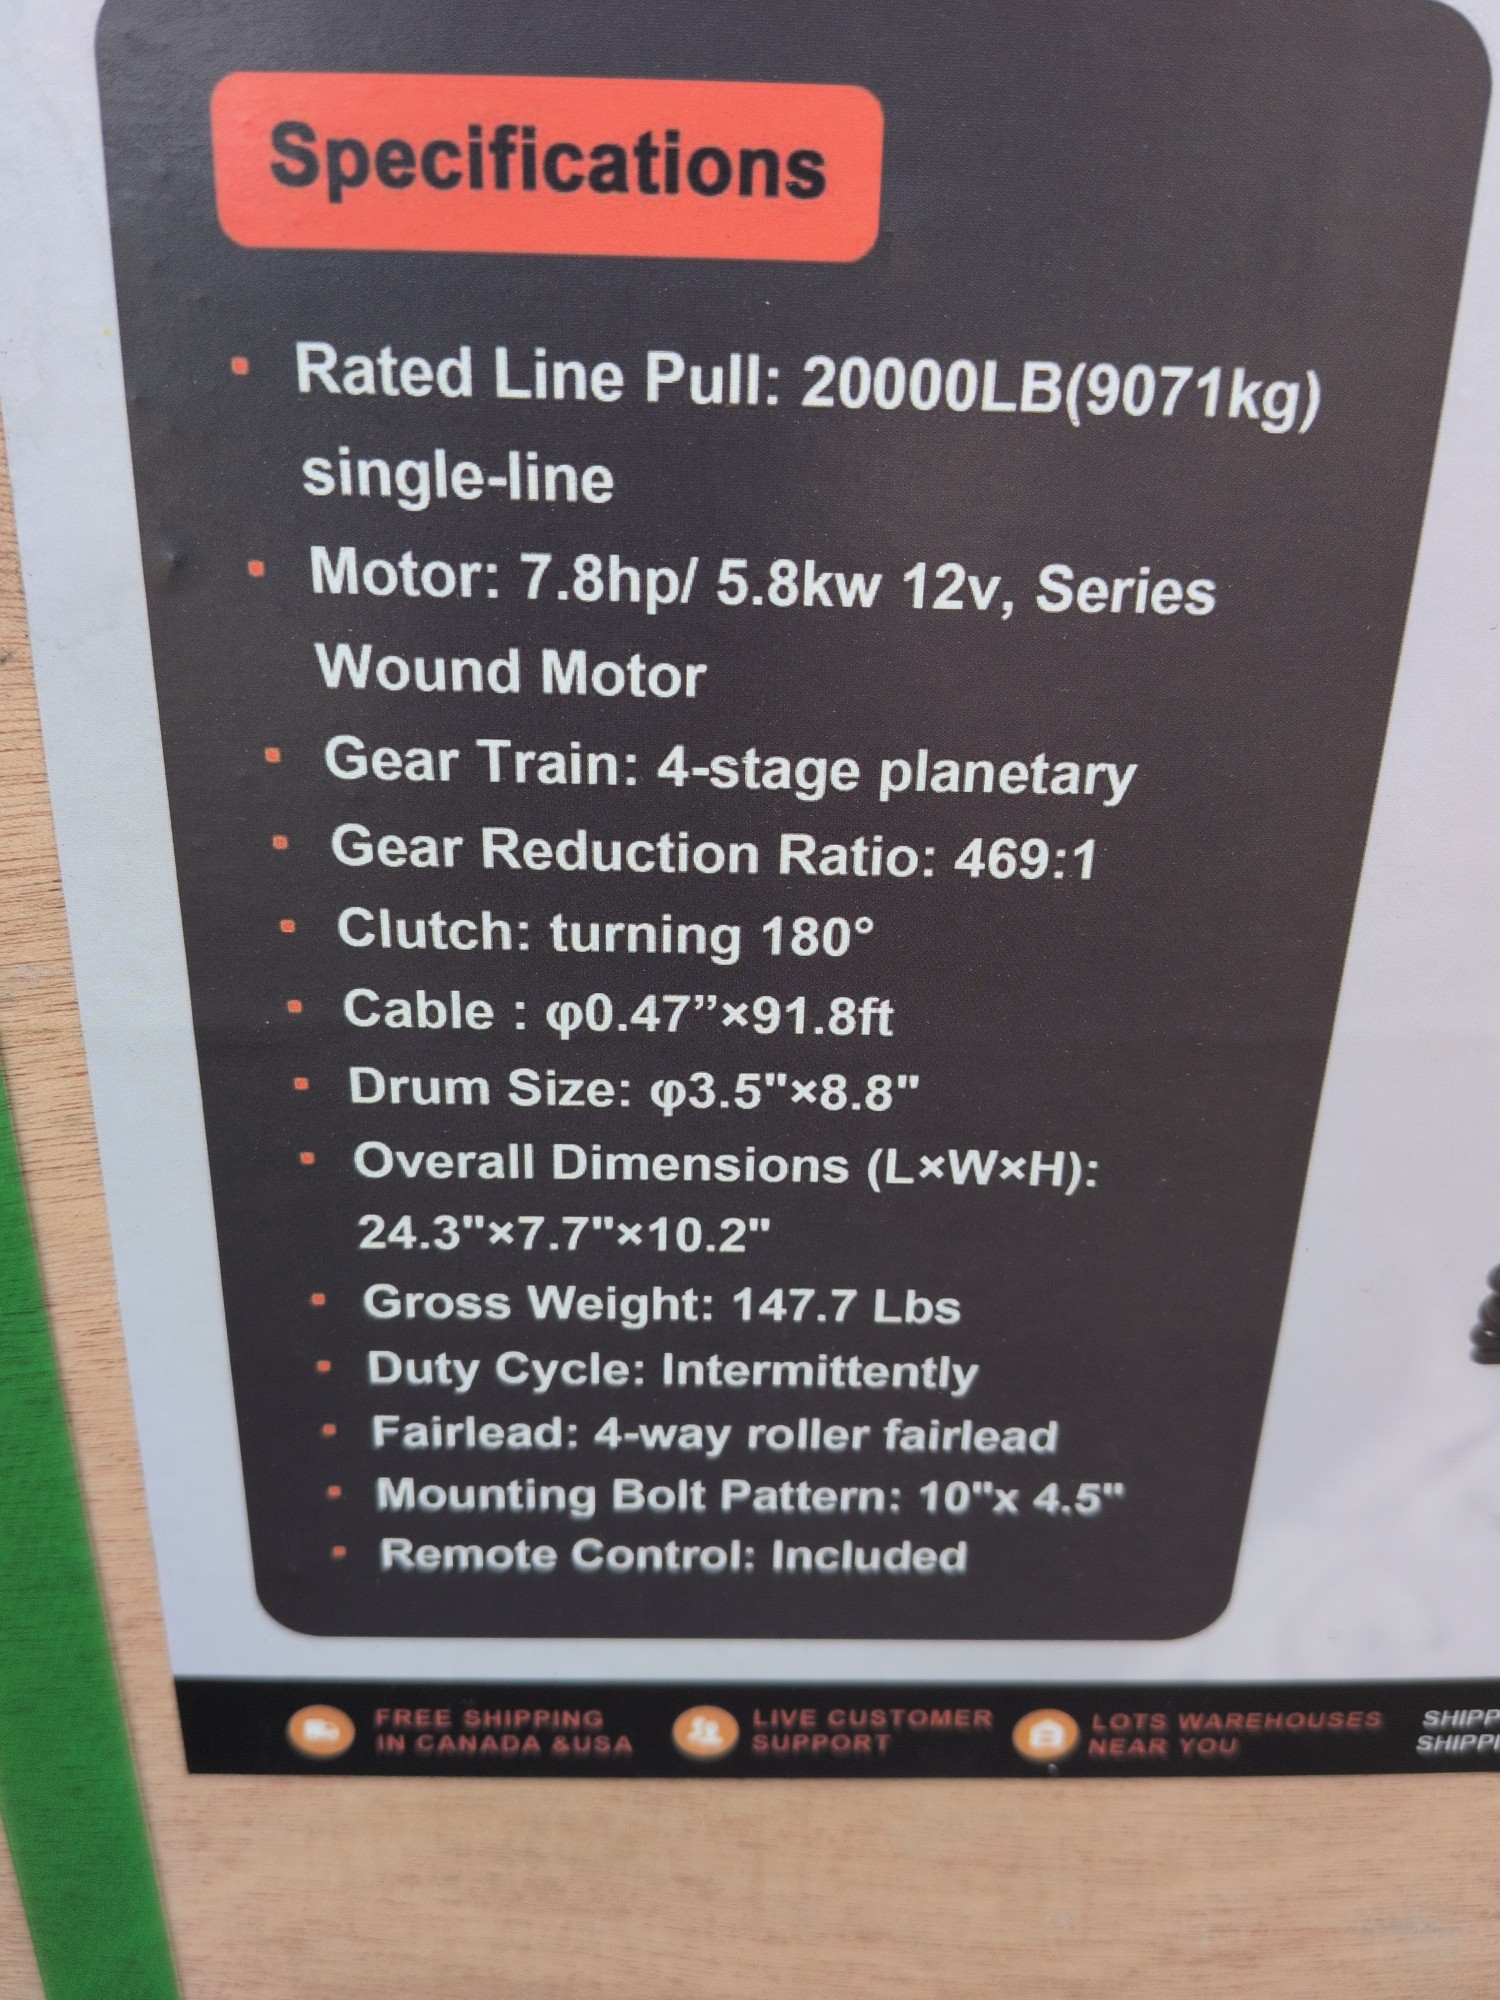 Specifications
Rated Line Pull: 20000LB(9071kg)
single-line
Motor: 7.8hp/ 5.8kw 12v, Series
Wound Motor
Gear Train: 4-stage planetary
Gear Reduction Ratio: 469:1
Clutch: turning 180°
Cable : φ0.47”×91.8ft
Drum Size: φ3.5"×8.8"
Overall Dimensions (L×W×H):
24.3"×7.7"×10.2"
Gross Weight: 147.7 Lbs
Duty Cycle: Intermittently
Fairlead: 4-way roller fairlead
Mounting Bolt Pattern: 10"x 4.5"
Remote Control: Included
FREE SHIPPING
IN CANADA &USA
LIVE CUSTOMER
SUPPORT
LOTS WAREHOUSES
NEAR YOU